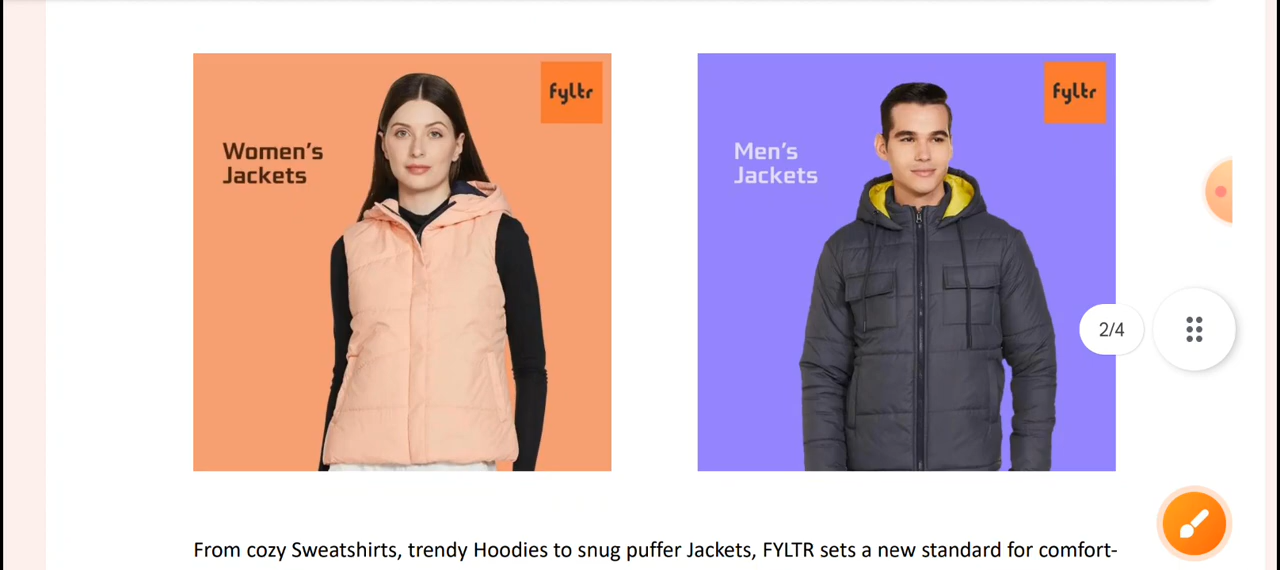 fyltr
Women's
Jackets
fyltr
Men's
Jackets
2/4
From cozy Sweatshirts, trendy Hoodies to snug puffer Jackets, FYLTR sets a new standard for comfort-